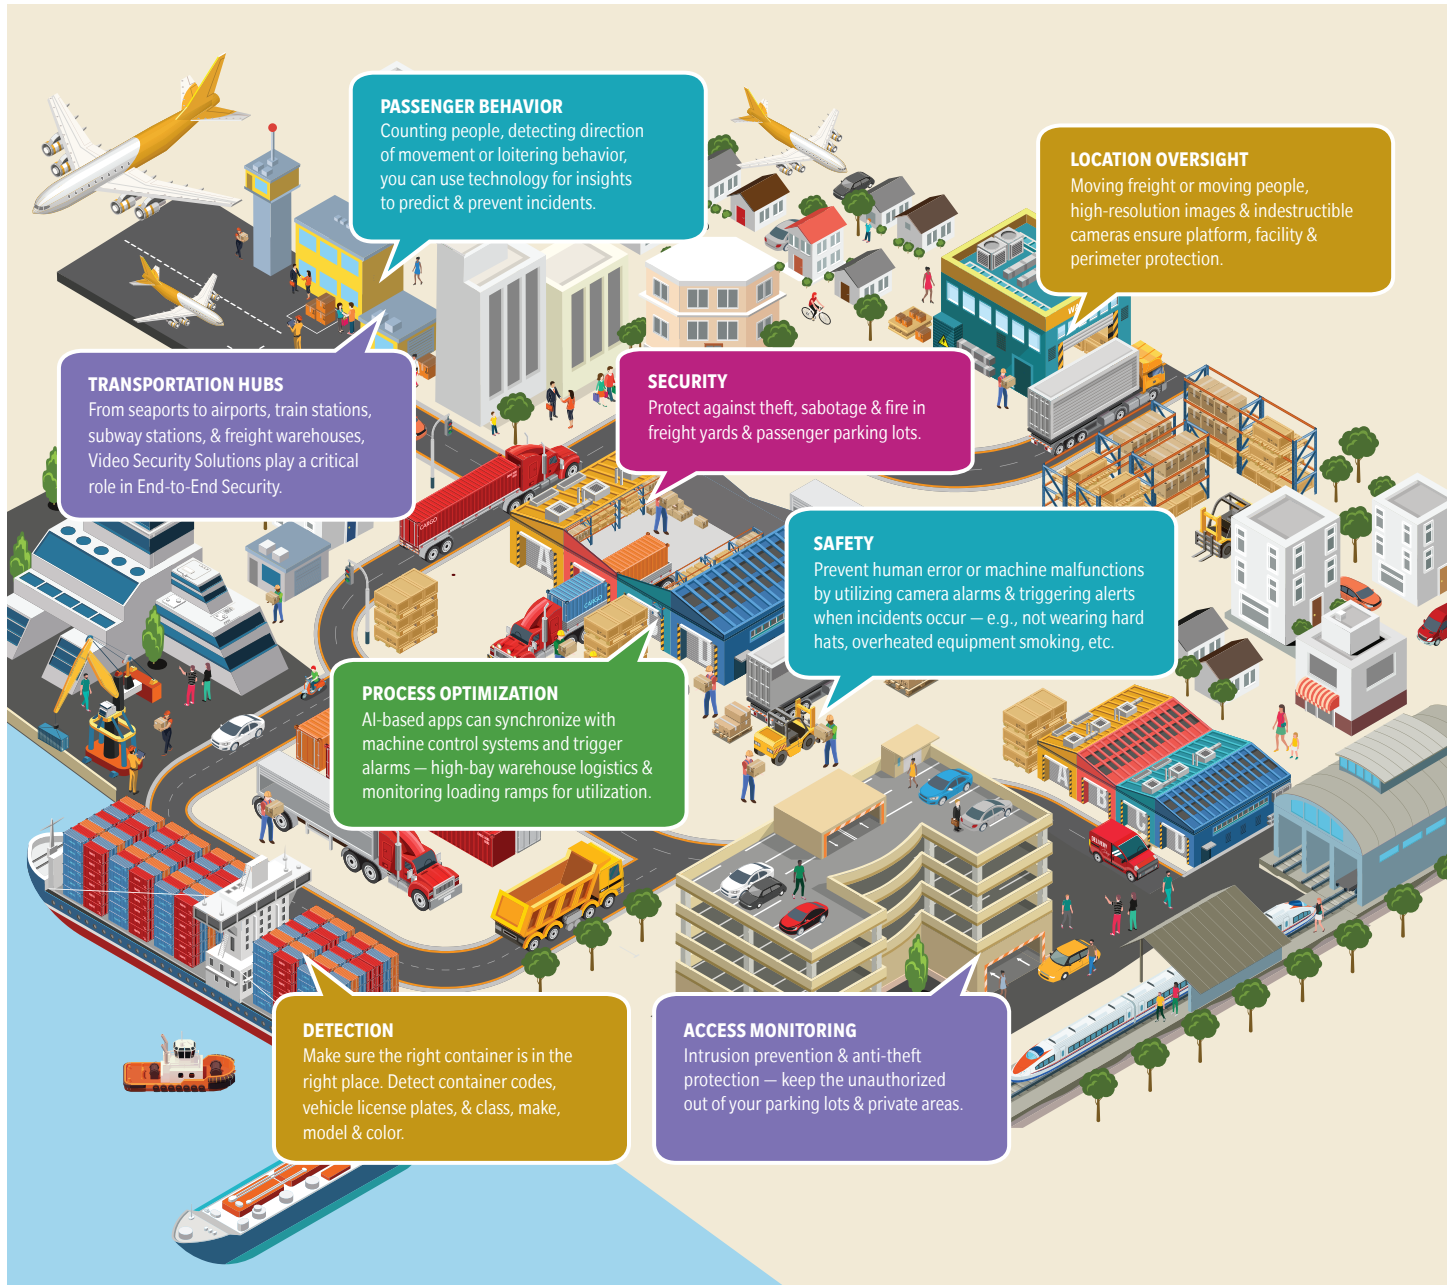 PASSENGER BEHAVIOR
Counting people, detecting direction
of movement or loitering behavior,
you can use technology for insights
to predict & prevent incidents.
LOCATION OVERSIGHT
Moving freight or moving people,
high-resolution images & indestructible
cameras ensure platform, facility &
perimeter protection.
TRANSPORTATION HUBS
From seaports to airports, train stations,
subway stations, & freight warehouses,
Video Security Solutions play a critical
role in End-to-End Security.
SECURITY
Protect against theft, sabotage & fire in
freight yards & passenger parking lots.
CARGO
A
CARGO
SAFETY
Prevent human error or machine malfunctions
by utilizing camera alarms & triggering alerts
when incidents occur — e.g., not wearing hard
hats, overheated equipment smoking, etc.
PROCESS OPTIMIZATION
AI-based apps can synchronize with
machine control systems and trigger
alarms — high-bay warehouse logistics &
monitoring loading ramps for utilization.
A
B
C
DELIVERY
DETECTION
Make sure the right container is in the
right place. Detect container codes,
vehicle license plates, & class, make,
model & color.
ACCESS MONITORING
Intrusion prevention & anti-theft
protection — keep the unauthorized
out of your parking lots & private areas.